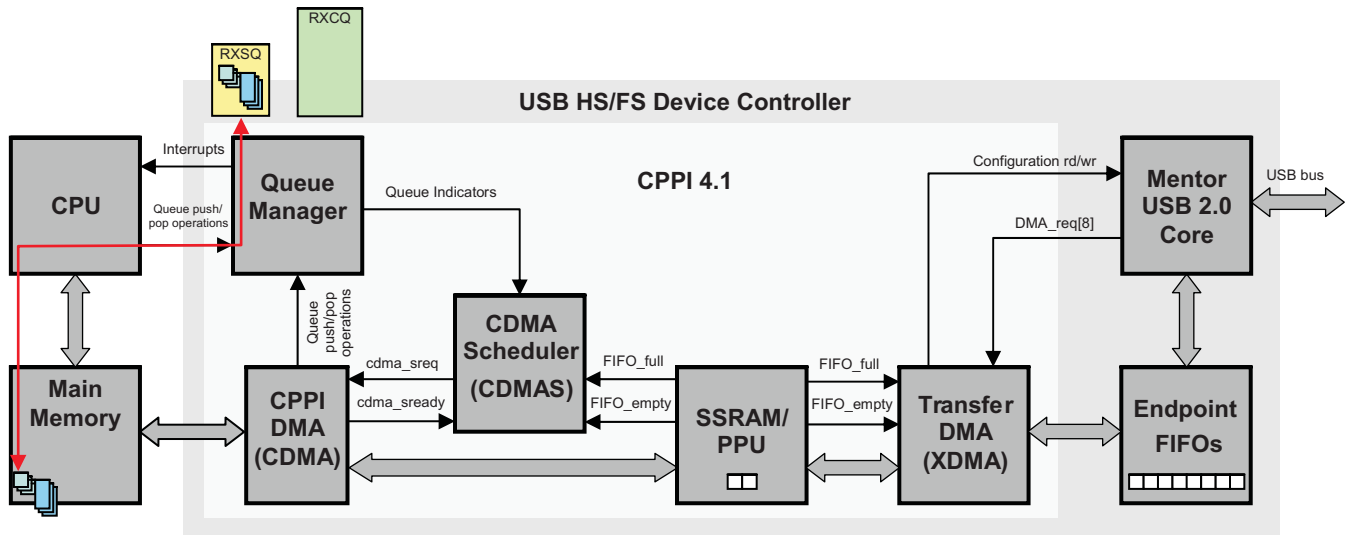 RXCQ
RXSQ
USB HS/FS Device Controller
CPU
Interrupts
Queue push/
pop operations
Queue
Manager
Queue Indicators
CPPI 4.1
Configuration rd/wr
DMA_req[8]
Mentor
USB 2.0
Core
USB bus
Queue
push/pop
operations
CDMA
Scheduler
(CDMAS)
Main
Memory
CPPI
DMA
(CDMA)
cdma_sreq
cdma_sready
FIFO_full
FIFO_empty
SSRAM/
PPU
FIFO_full
FIFO_empty
Transfer
DMA
(XDMA)
Endpoint
FIFOs